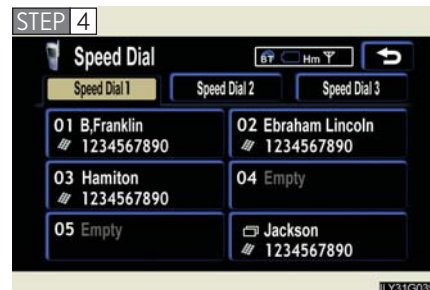 STEP 4
Speed Dial BT Hm
Speed Dial 1 Speed Dial 2 Speed Dial 3
01 B,Franklin 02 Ebraham Lincoln
1234567890 1234567890
03 Hamiton 04 Empty
1234567890
05 Empty Jackson
1234567890